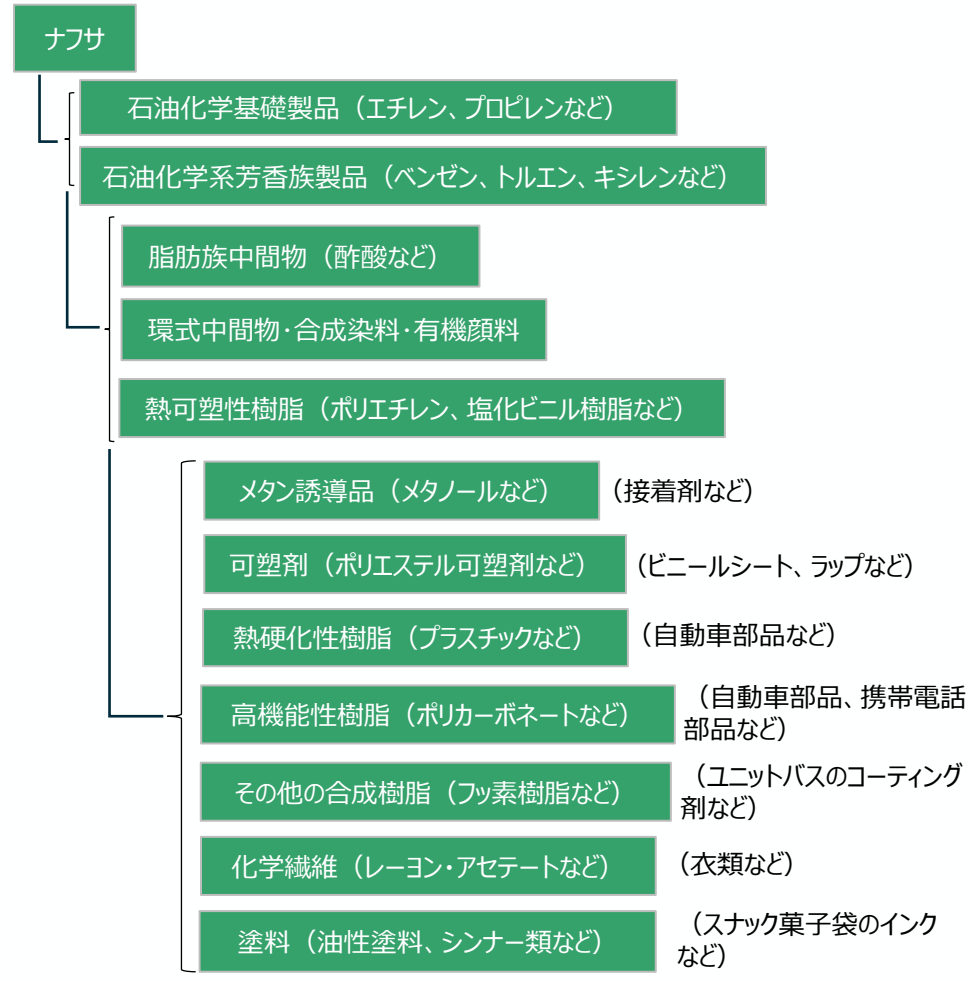 ナフサ
石油化学基礎製品（エチレン、プロピレンなど）
石油化学系芳香族製品（ベンゼン、トルエン、キシレンなど）
脂肪族中間物（酢酸など）
環式中間物・合成染料・有機顔料
熱可塑性樹脂（ポリエチレン、塩化ビニル樹脂など）
メタン誘導品（メタノールなど）　（接着剤など）
可塑剤（ポリエステル可塑剤など）　（ビニールシート、ラップなど）
熱硬化性樹脂（プラスチックなど）　（自動車部品など）
高機能性樹脂（ポリカーボネートなど）　（自動車部品、携帯電話
部品など）
その他の合成樹脂（フッ素樹脂など）　（ユニットバスのコーティング
剤など）
化学繊維（レーヨン・アセテートなど）　（衣類など）
塗料（油性塗料、シンナー類など）　（スナック菓子袋のインク
など）